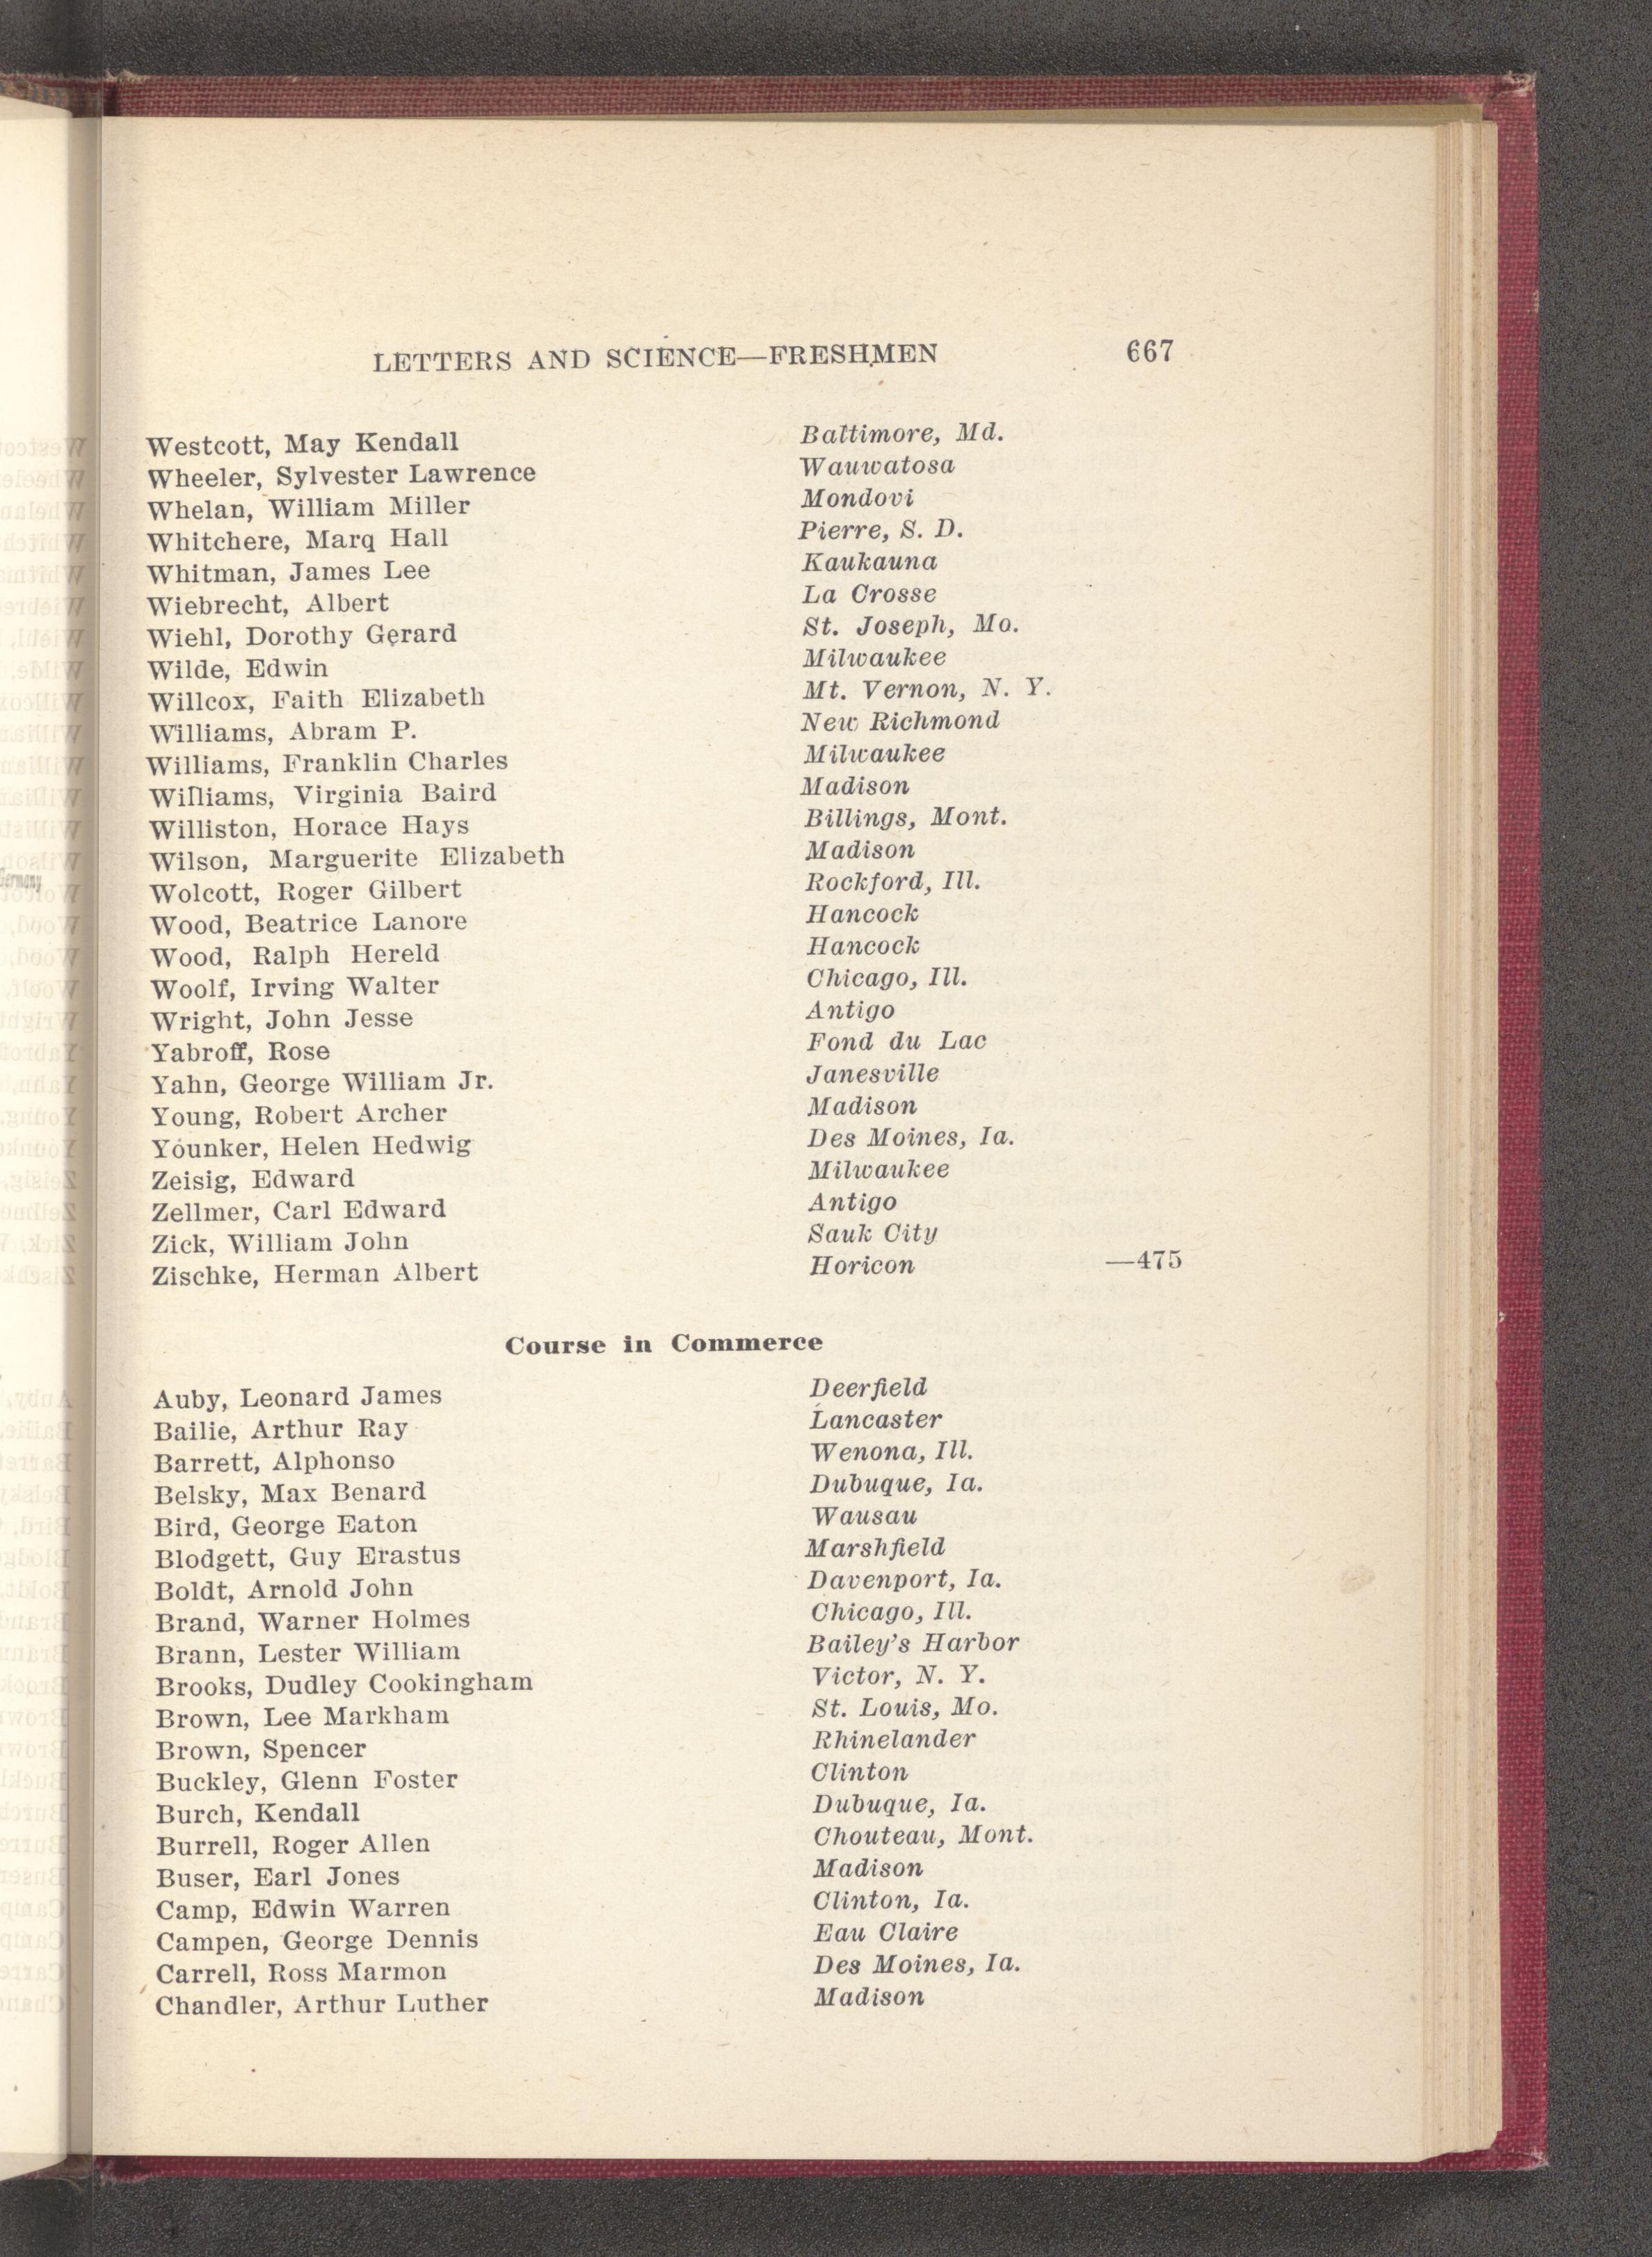 LETTERS AND SCIENCE—FRESHMEN 667
Westcott, May Kendall Baltimore, Md.
Wheeler, Sylvester Lawrence Wauwatosa
Whelan, William Miller Mondovi
Whitchere, Marq Hall Pierre, S. D.
Whitman, James Lee Kaukauna
Wiebrecht, Albert La Crosse
Wiehl, Dorothy Gerard St. Joseph, Mo.
Wilde, Edwin Milwaukee
Willcox, Faith Elizabeth Mt. Vernon, N. Y.
Williams, Abram P. New Richmond
Williams, Franklin Charles Milwaukee
Williams, Virginia Baird Madison
Williston, Horace Hays Billings, Mont.
Wilson, Marguerite Elizabeth Madison
Wolcott, Roger Gilbert Rockford, Ill.
Wood, Beatrice Lanore Hancock
Wood, Ralph Hereld Hancock
Woolf, Irving Walter Chicago, Ill.
Wright, John Jesse Antigo
Yabroff, Rose Fond du Lac
Yahn, George William Jr. Janesville
Young, Robert Archer Madison
Younker, Helen Hedwig Des Moines, Ia.
Zeisig, Edward Milwaukee
Zellmer, Carl Edward Antigo
Zick, William John Sauk City
Zischke, Herman Albert Horicon —475
Course in Commerce
Auby, Leonard James Deerfield
Bailie, Arthur Ray Lancaster
Barrett, Alphonso Wenona, Ill.
Belsky, Max Benard Dubuque, Ia.
Bird, George Eaton Wausau
Blodgett, Guy Erastus Marshfield
Boldt, Arnold John Davenport, Ia.
Brand, Warner Holmes Chicago, Ill.
Brann, Lester William Bailey's Harbor
Brooks, Dudley Cookingham Victor, N. Y.
Brown, Lee Markham St. Louis, Mo.
Brown, Spencer Rhinelander
Buckley, Glenn Foster Clinton
Burch, Kendall Dubuque, Ia.
Burrell, Roger Allen Chouteau, Mont.
Buser, Earl Jones Madison
Camp, Edwin Warren Clinton, Ia.
Campen, George Dennis Eau Claire
Carrell, Ross Marmon Des Moines, Ia.
Chandler, Arthur Luther Madison
Germany